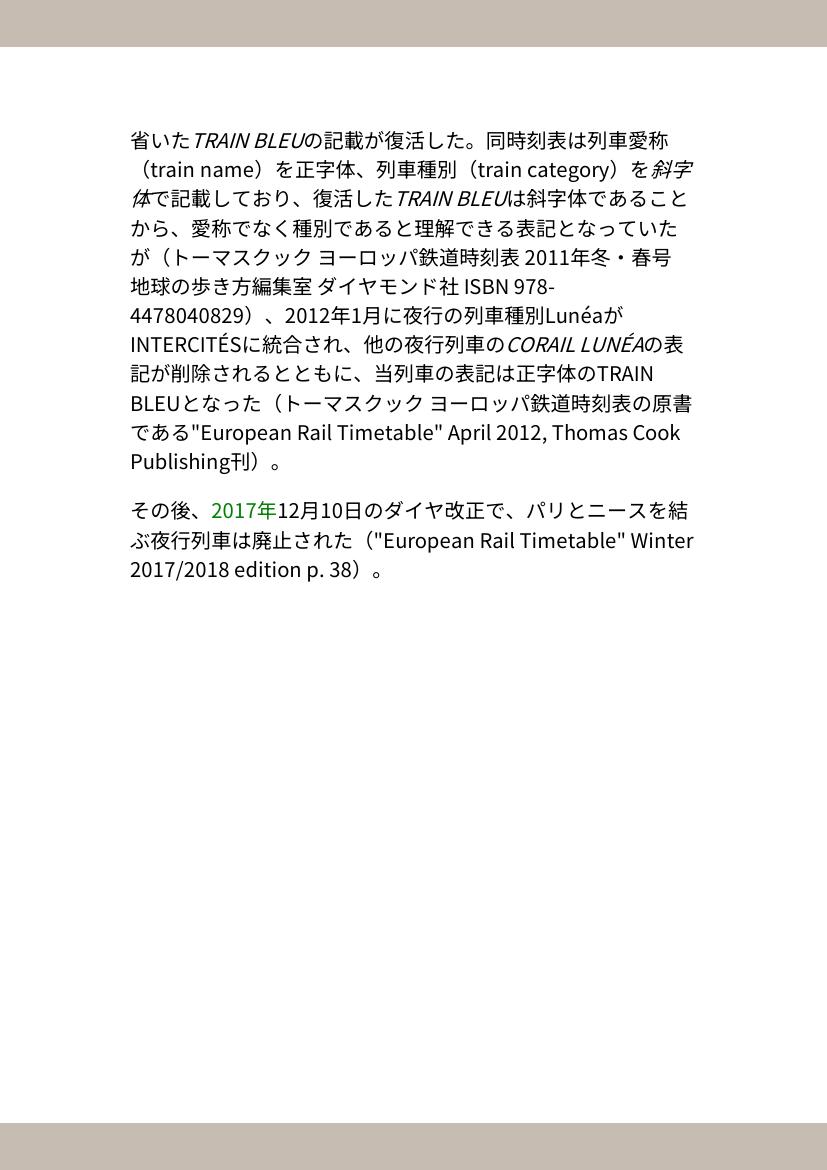 省いたTRAIN BLEUの記載が復活した。同時刻表は列車愛称
（train name）を正字体、列車種別（train category）を斜字
体で記載しており、復活したTRAIN BLEUは斜字体であること
から、愛称でなく種別であると理解できる表記となっていた
が（トーマスクック ヨーロッパ鉄道時刻表 2011年冬・春号
地球の歩き方編集室 ダイヤモンド社 ISBN 978-
4478040829）、2012年1月に夜行の列車種別Lunéaが
INTERCITÉSに統合され、他の夜行列車のCORAIL LUNÉAの表
記が削除されるとともに、当列車の表記は正字体のTRAIN
BLEUとなった（トーマスクック ヨーロッパ鉄道時刻表の原書
である"European Rail Timetable" April 2012, Thomas Cook
Publishing刊）。
その後、2017年12月10日のダイヤ改正で、パリとニースを結
ぶ夜行列車は廃止された（"European Rail Timetable" Winter
2017/2018 edition p. 38）。